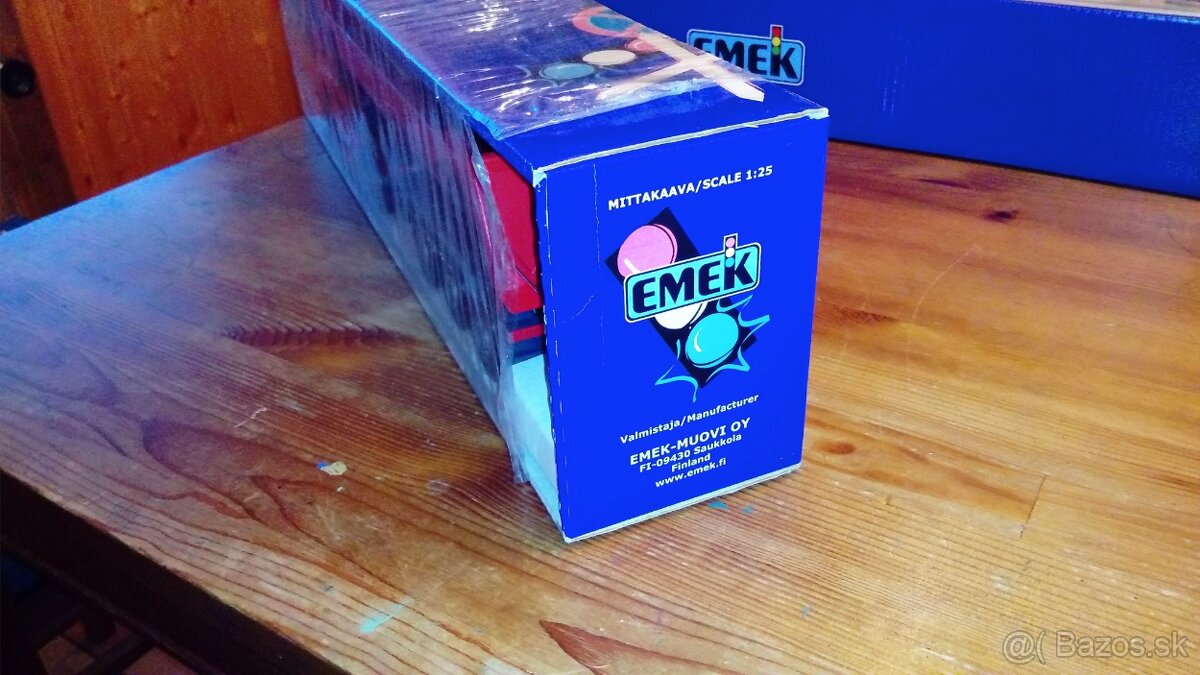 EMEK
MITTAKAAVA/SCALE 1:25
EMEK
Valmistaja/Manufacturer
EMEK-MUOVI OY
FI-09430 Saukkola
Finland
www.emek.fi
@( Bazos.sk